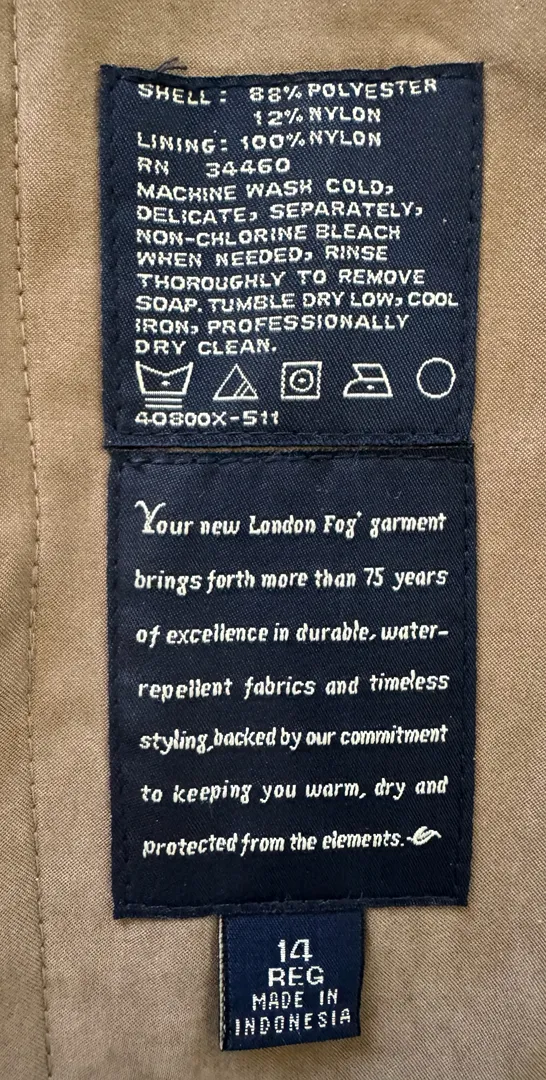 SHELL: 88% POLYESTER
12% NYLON
LINING: 100% NYLON
RN 34460
MACHINE WASH COLD,
DELICATE, SEPARATELY,
NON-CHLORINE BLEACH
WHEN NEEDED, RINSE
THOROUGHLY TO REMOVE
SOAP. TUMBLE DRY LOW, COOL
IRON, PROFESSIONALLY
DRY CLEAN.
40800X-511
Your new London Fog® garment
brings forth more than 75 years
of excellence in durable, water-
repellent fabrics and timeless
styling, backed by our commitment
to keeping you warm, dry and
protected from the elements.
14
REG
MADE IN
INDONESIA